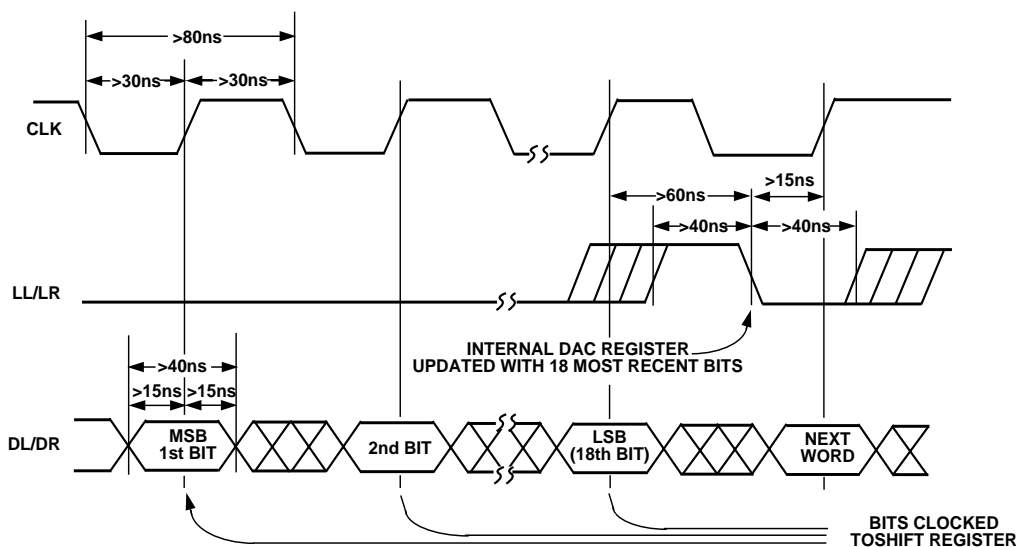 >80ns
>30ns >30ns
CLK
>15ns
>60ns
>40ns >40ns
LL/LR
INTERNAL DAC REGISTER
UPDATED WITH 18 MOST RECENT BITS
>40ns
>15ns >15ns
DL/DR
MSB
1st BIT
2nd BIT
LSB
(18th BIT)
NEXT
WORD
BITS CLOCKED
TOSHIFT REGISTER